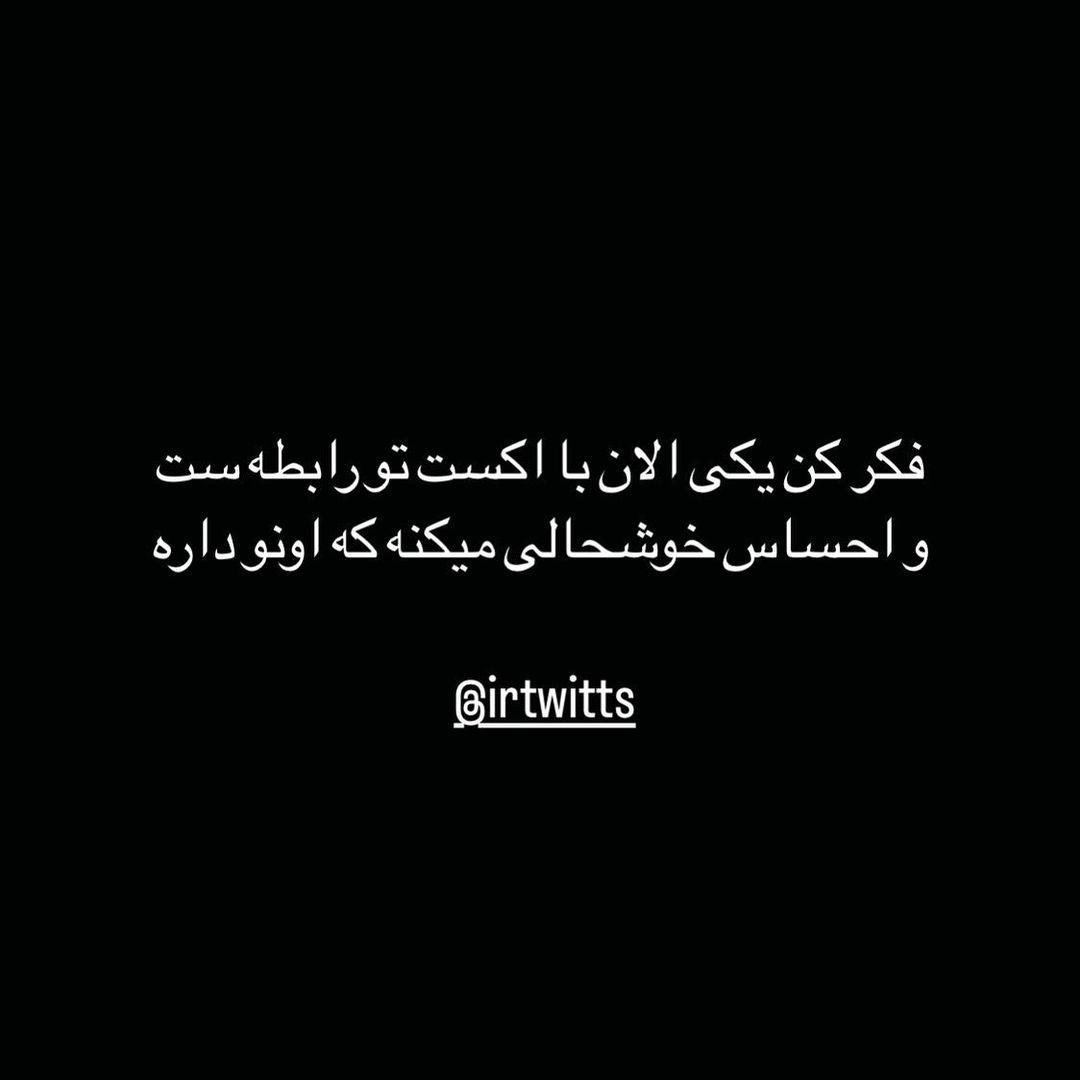 فکر کن یکی الان با اکست تو رابطه ست
و احساس خوشحالی میکنه که اونو داره
@irtwitts